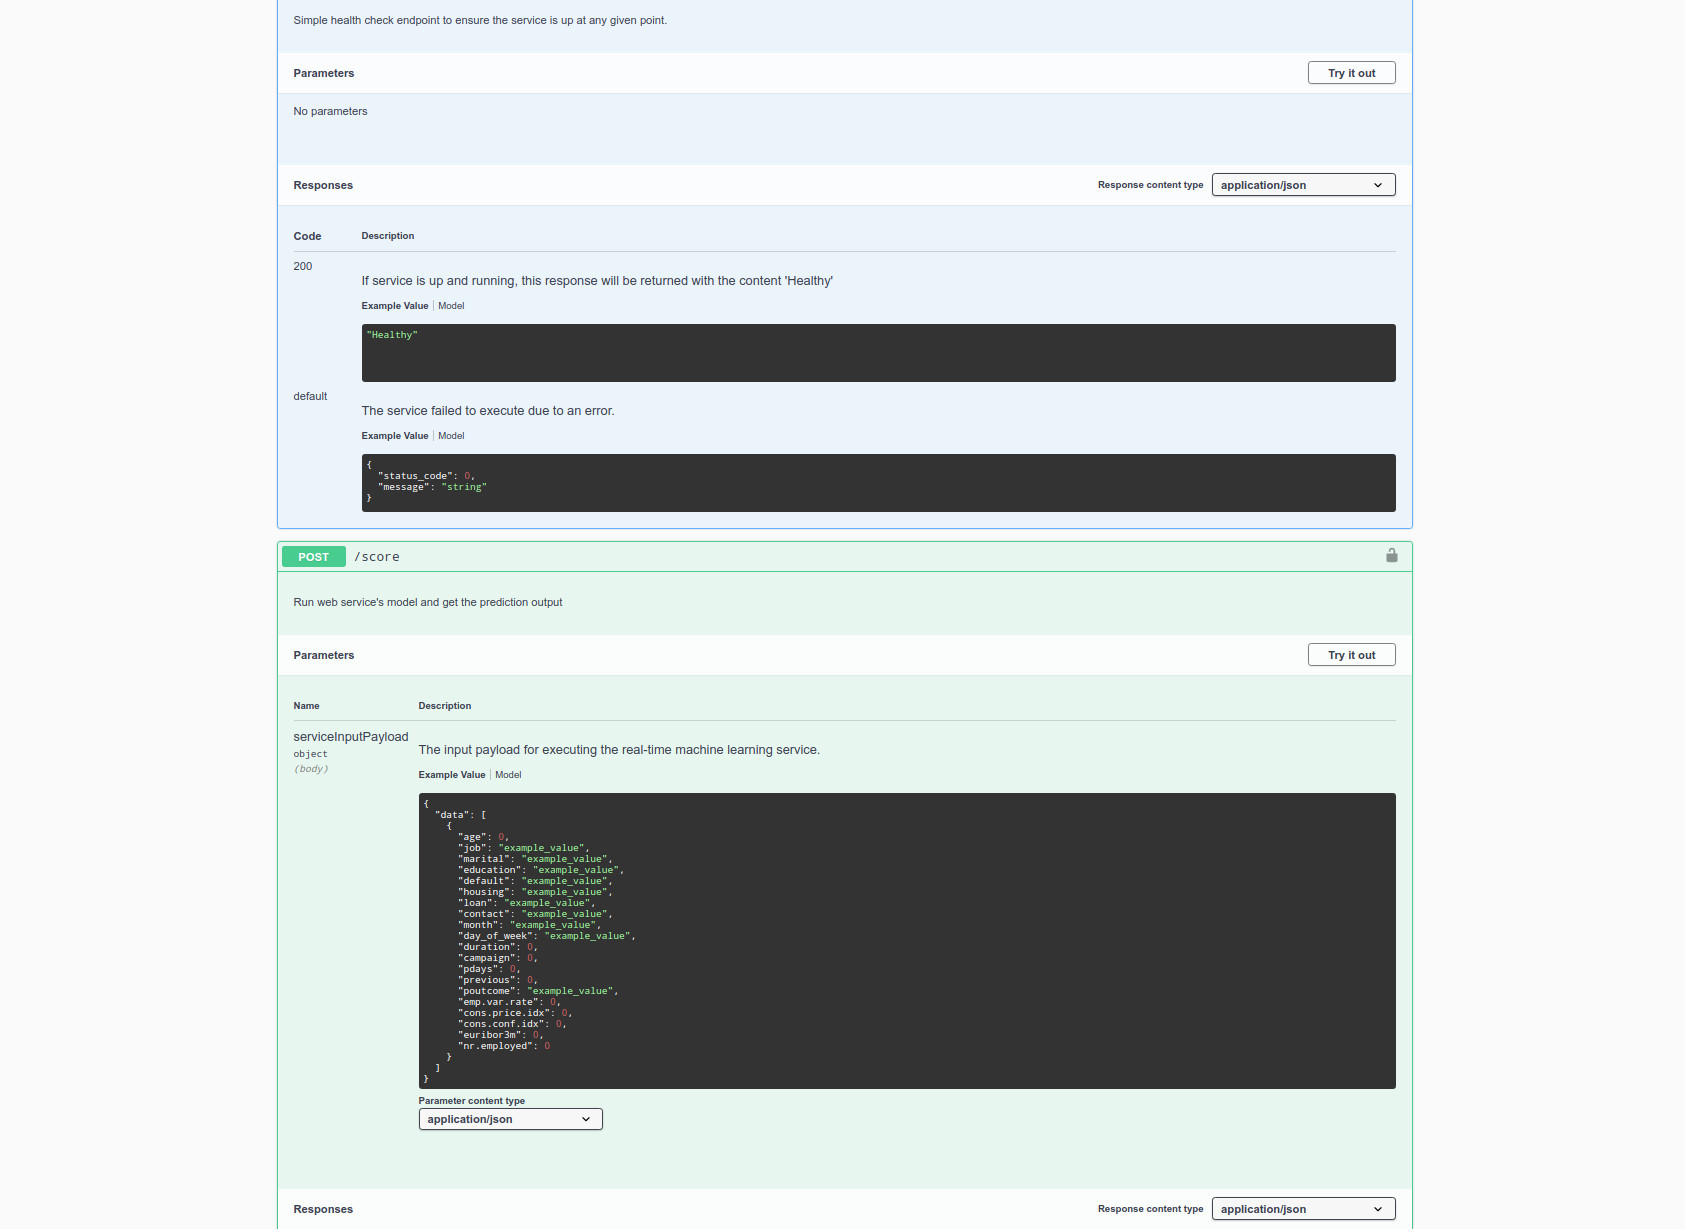 Simple health check endpoint to ensure the service is up at any given point.
Parameters
Try it out
No parameters
Responses
Response content type
application/json
Code Description
200
If service is up and running, this response will be returned with the content 'Healthy'
Example Value Model
"Healthy"
default
The service failed to execute due to an error.
Example Value Model
{
"status_code": 0,
"message": "string"
}
POST /score
Run web service's model and get the prediction output
Parameters
Try it out
Name Description
serviceInputPayload
object
(body)
The input payload for executing the real-time machine learning service.
Example Value Model
{
"data": [
{
"age": 0,
"job": "example_value",
"marital": "example_value",
"education": "example_value",
"default": "example_value",
"housing": "example_value",
"loan": "example_value",
"contact": "example_value",
"month": "example_value",
"day_of_week": "example_value",
"duration": 0,
"campaign": 0,
"pdays": 0,
"previous": 0,
"poutcome": "example_value",
"emp.var.rate": 0,
"cons.price.idx": 0,
"cons.conf.idx": 0,
"euribor3m": 0,
"nr.employed": 0
}
]
}
Parameter content type
application/json
Responses
Response content type
application/json